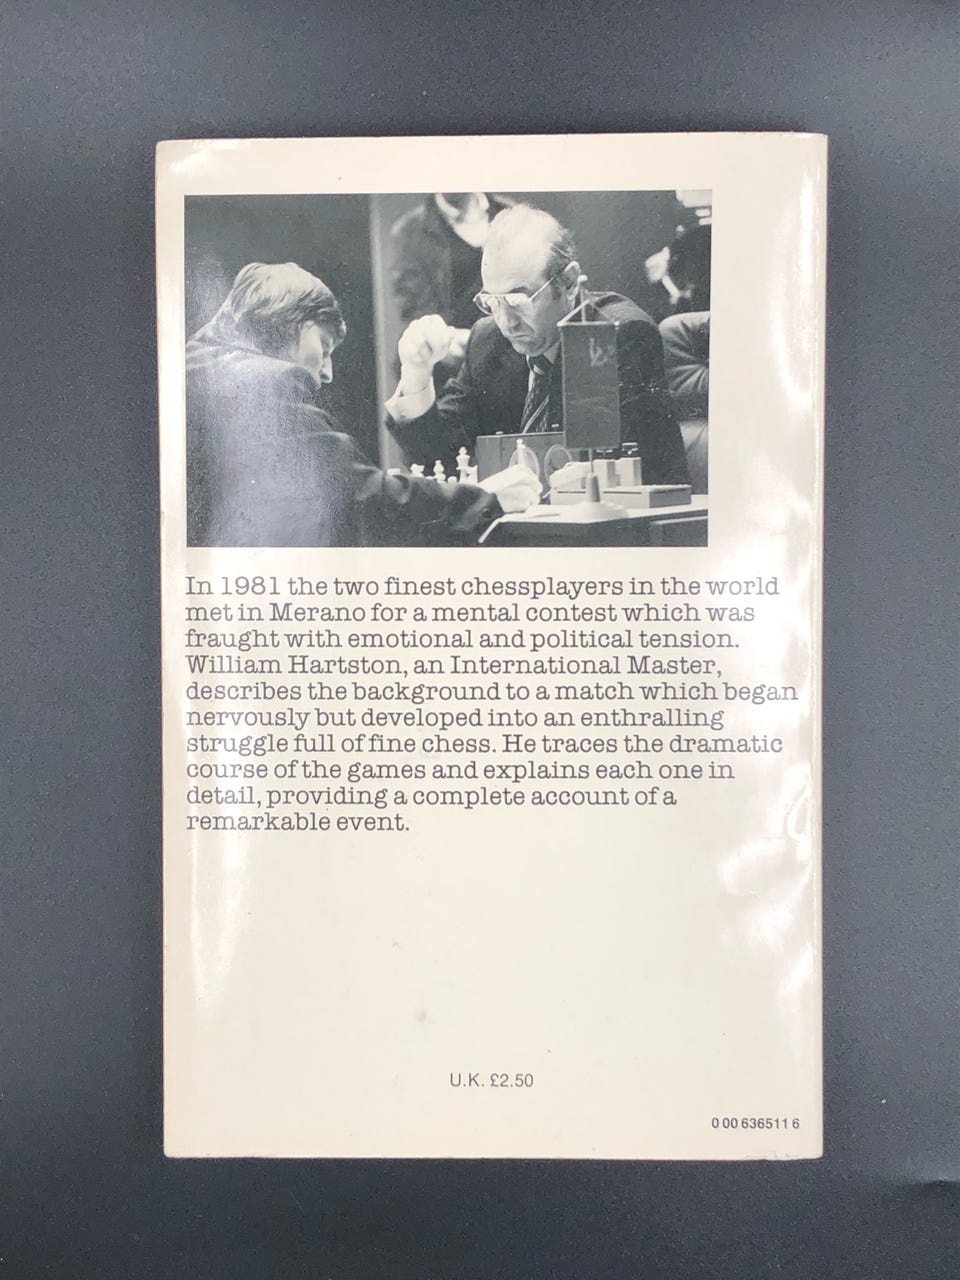 In 1981 the two finest chessplayers in the world
met in Merano for a mental contest which was
fraught with emotional and political tension.
William Hartston, an International Master,
describes the background to a match which began
nervously but developed into an enthralling
struggle full of fine chess. He traces the dramatic
course of the games and explains each one in
detail, providing a complete account of a
remarkable event.
U.K. £2.50
0 00 636511 6